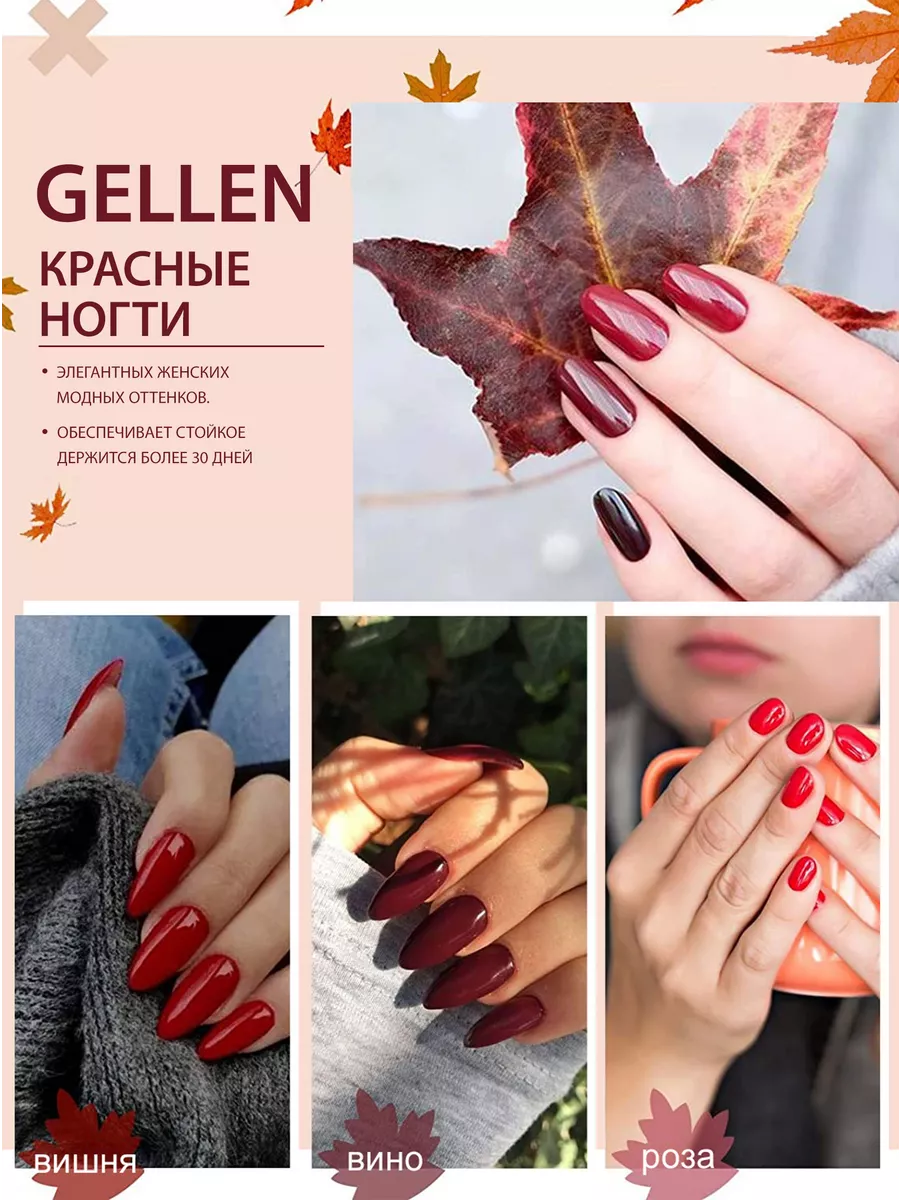 GELLEN
КРАСНЫЕ
НОГТИ
• ЭЛЕГАНТНЫХ ЖЕНСКИХ
МОДНЫХ ОТТЕНКОВ.
• ОБЕСПЕЧИВАЕТ СТОЙКОЕ
ДЕРЖИТСЯ БОЛЕЕ 30 ДНЕЙ
вишня
вино
роза